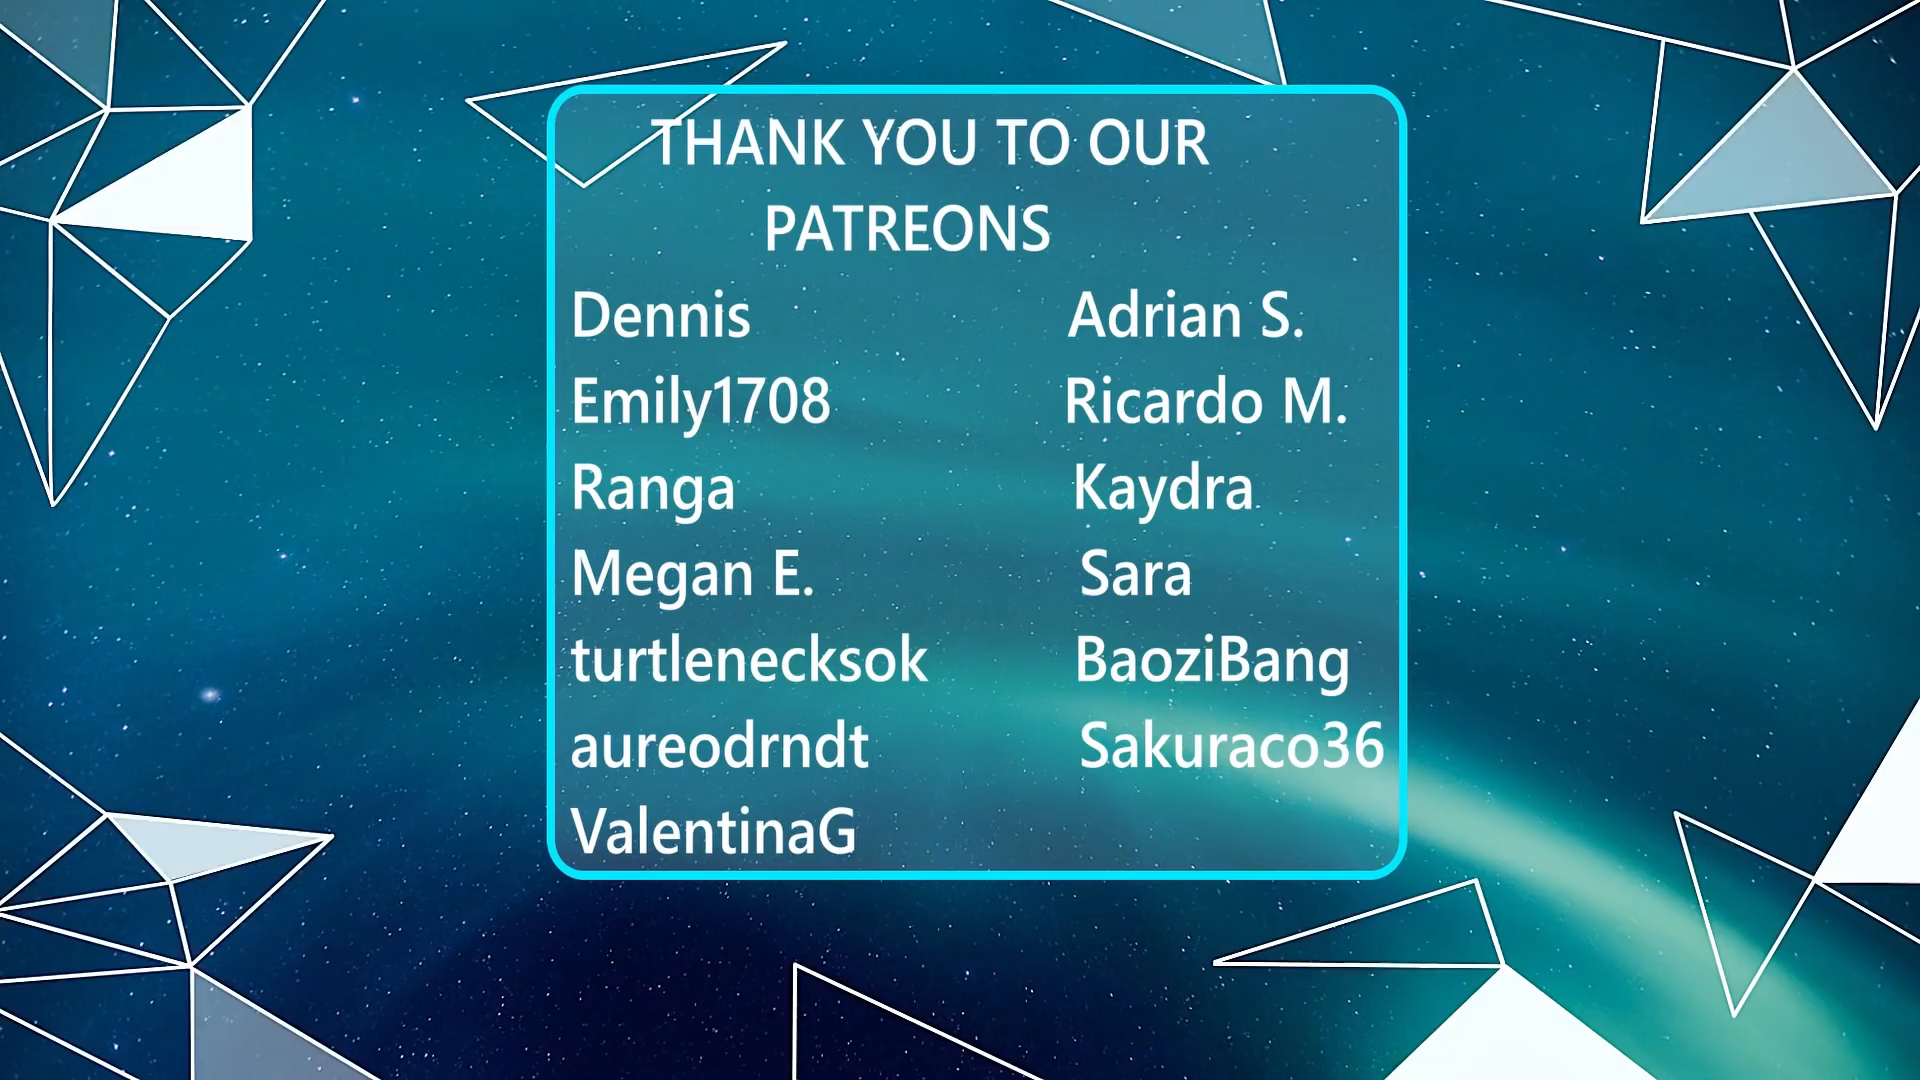 THANK YOU TO OUR
PATREONS
Dennis Adrian S.
Emily1708 Ricardo M.
Ranga Kaydra
Megan E. Sara
turtlenecksok BaoziBang
aureodrndt Sakuraco36
ValentinaG